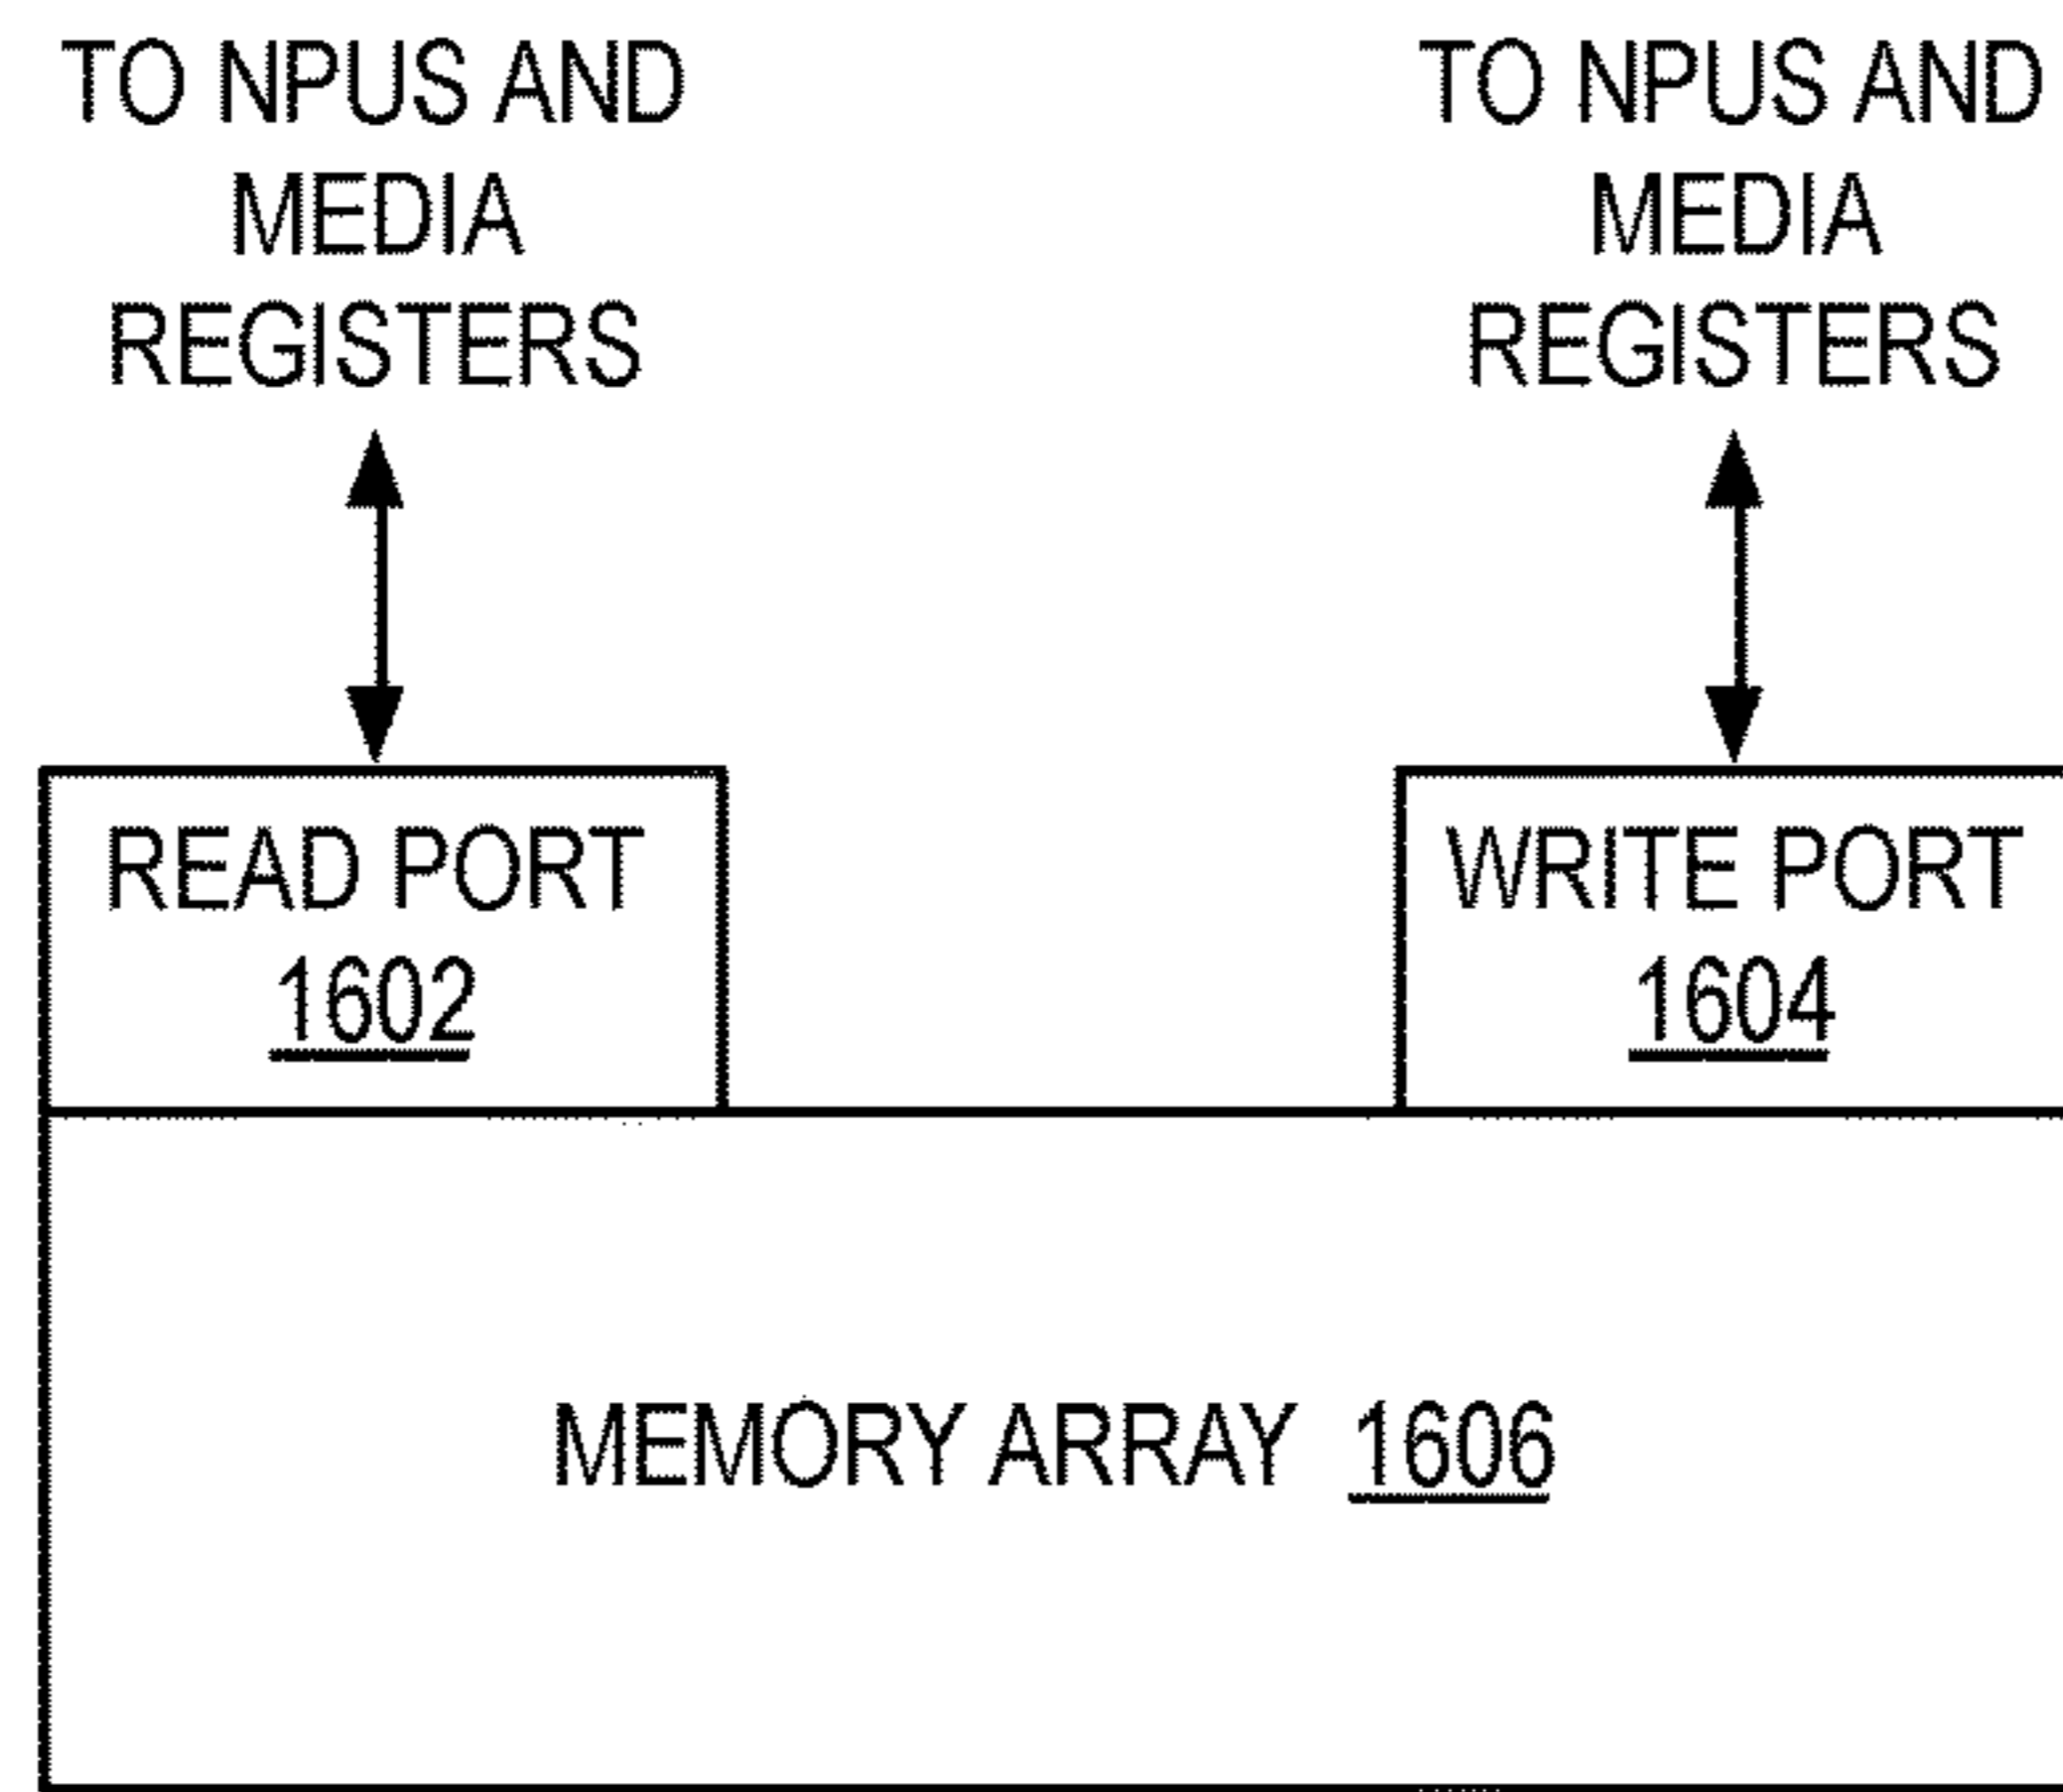 TO NPUS AND
MEDIA
REGISTERS
TO NPUS AND
MEDIA
REGISTERS
READ PORT
1602
WRITE PORT
1604
MEMORY ARRAY 1606